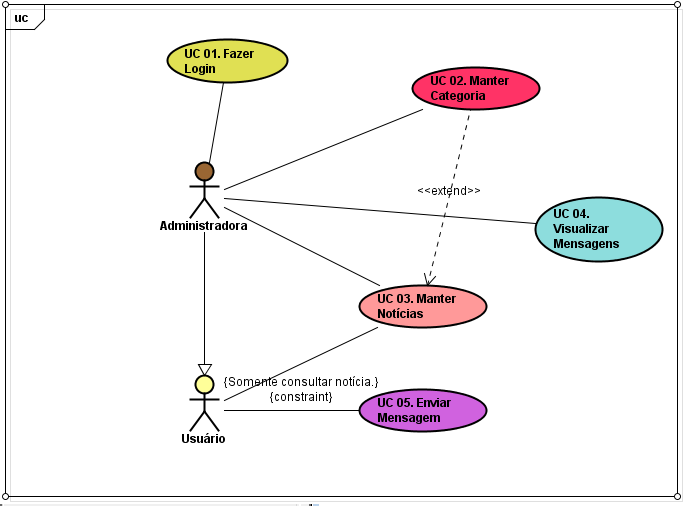 uc
UC 01. Fazer
Login
UC 02. Manter
Categoria
<<extend>>
UC 04.
Visualizar
Mensagens
Administradora
UC 03. Manter
Notícias
{Somente consultar notícia.}
{constraint}
UC 05. Enviar
Mensagem
Usuário